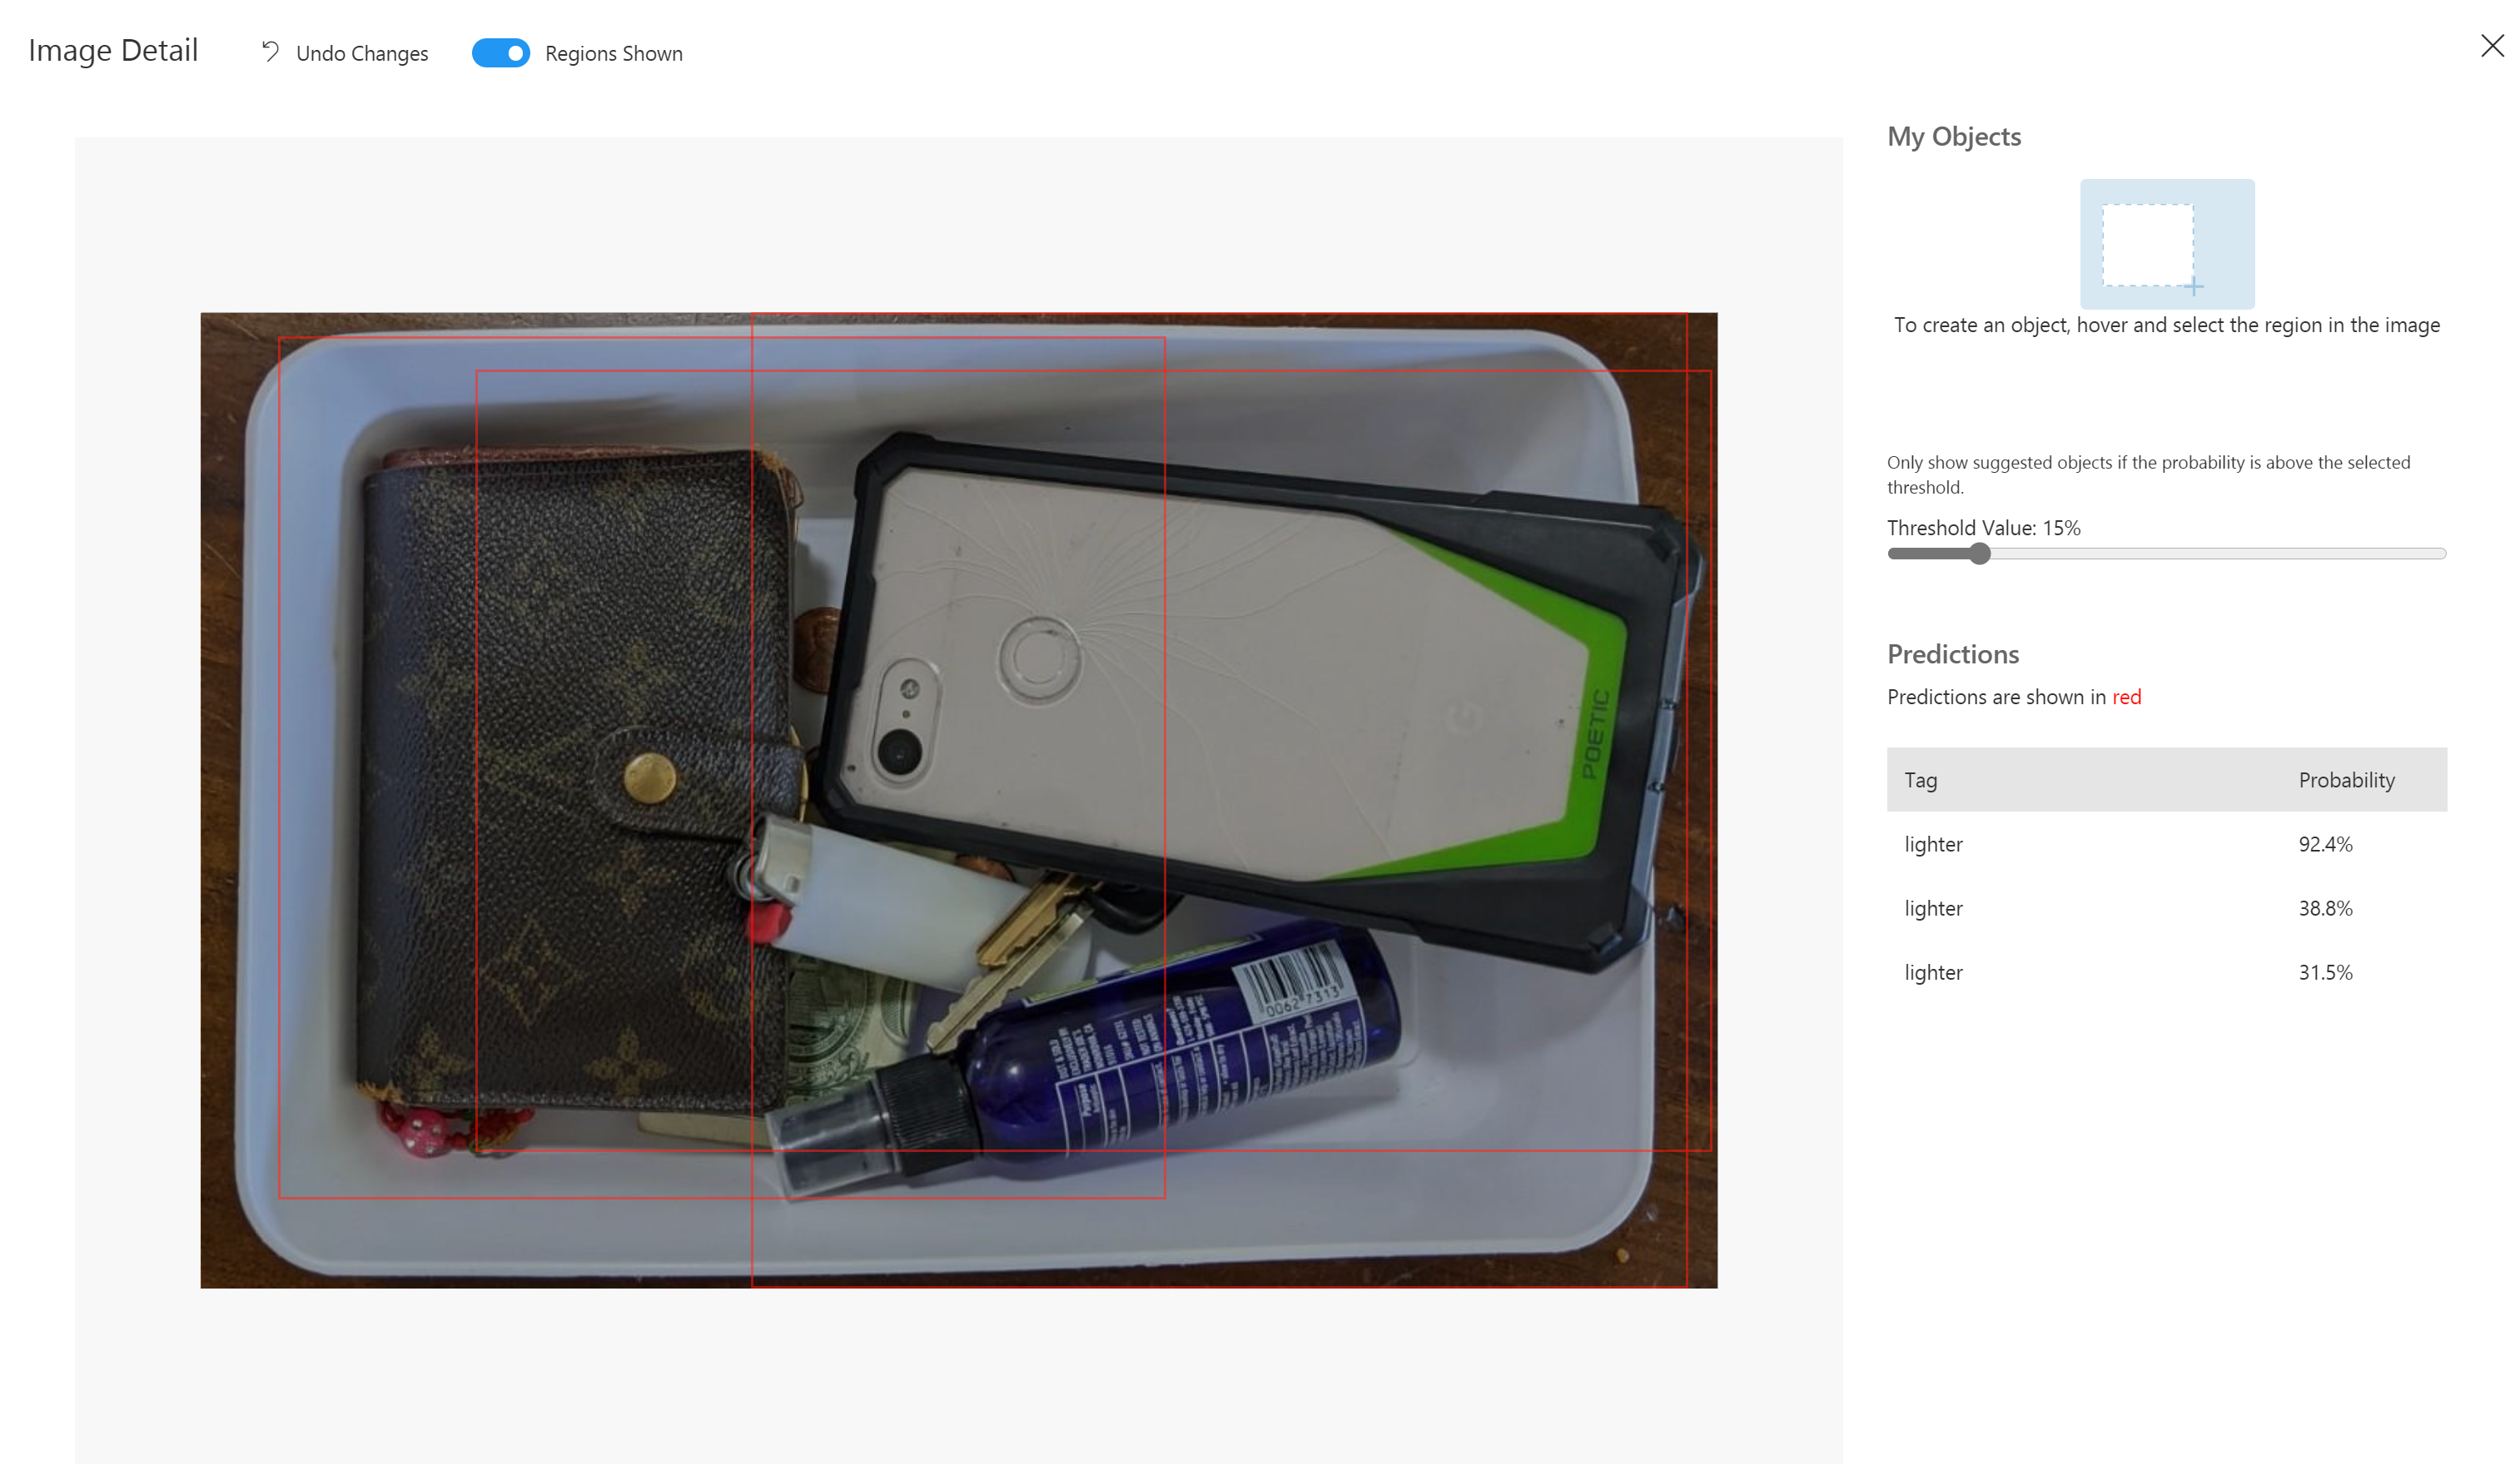 Image Detail
Undo Changes
Regions Shown
My Objects
To create an object, hover and select the region in the image
Only show suggested objects if the probability is above the selected
threshold.
Threshold Value: 15%
Predictions
Predictions are shown in red
Tag Probability
lighter 92.4%
lighter 38.8%
lighter 31.5%
POETIC
G
0062 7313